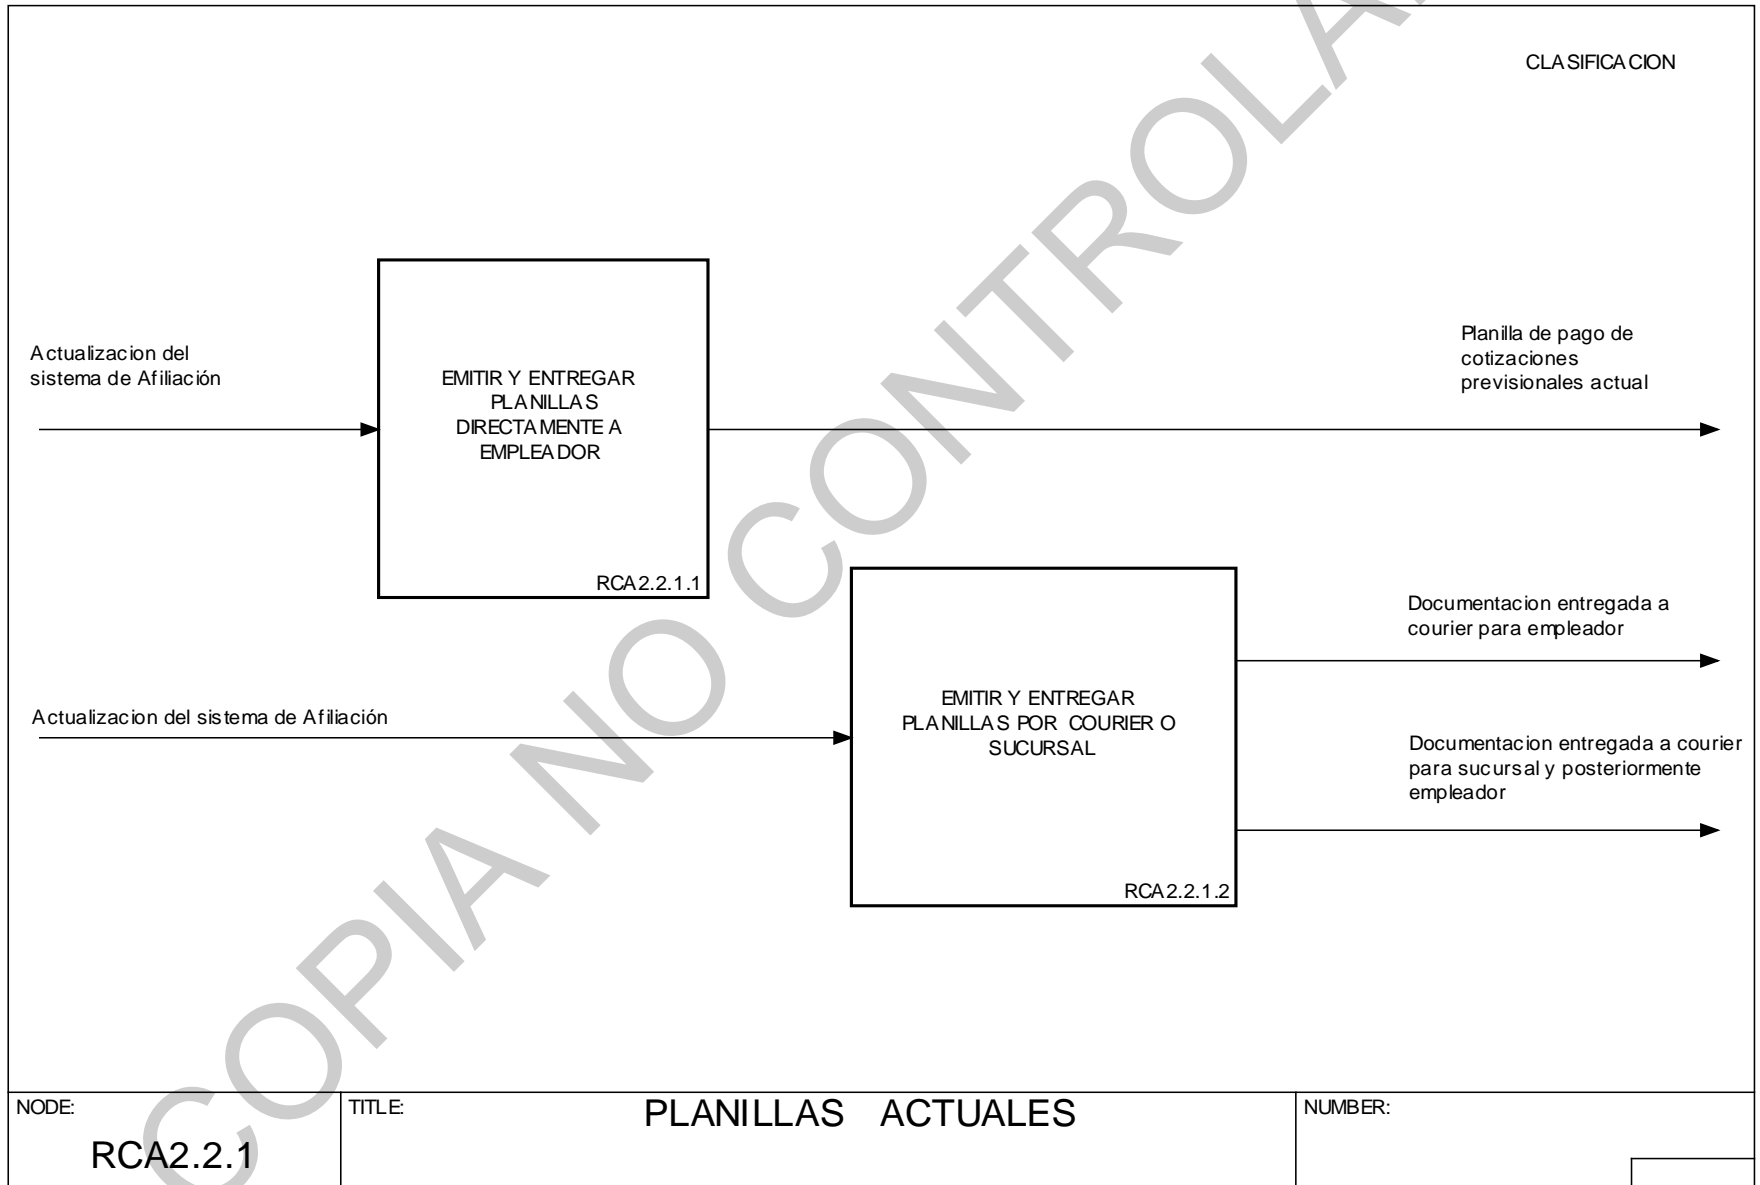 CLASIFICACION
Actualizacion del
sistema de Afiliación
EMITIR Y ENTREGAR
PLANILLAS
DIRECTAMENTE A
EMPLEADOR
RCA2.2.1.1
Planilla de pago de
cotizaciones
previsionales actual
Actualizacion del sistema de Afiliación
EMITIR Y ENTREGAR
PLANILLAS POR COURIER O
SUCURSAL
RCA2.2.1.2
Documentacion entregada a
courier para empleador
Documentacion entregada a courier
para sucursal y posteriormente
empleador
COPIA NO CONTROLA
NODE:
RCA2.2.1
TITLE:
PLANILLAS ACTUALES
NUMBER: